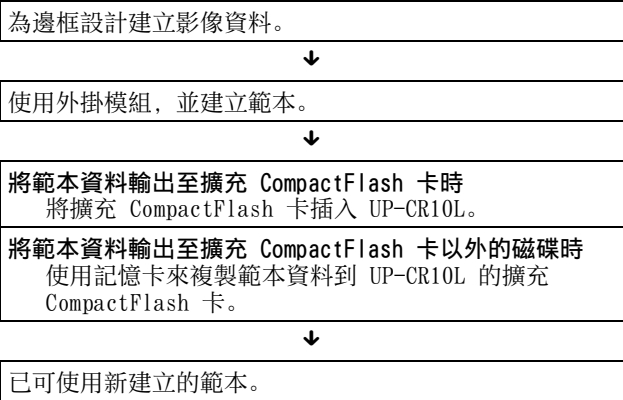 為邊框設計建立影像資料。
↓
使用外掛模組, 並建立範本。
↓
將範本資料輸出至擴充 CompactFlash 卡時
將擴充 CompactFlash 卡插入 UP-CR10L。
將範本資料輸出至擴充 CompactFlash 卡以外的磁碟時
使用記憶卡來複製範本資料到 UP-CR10L 的擴充
CompactFlash 卡。
↓
已可使用新建立的範本。